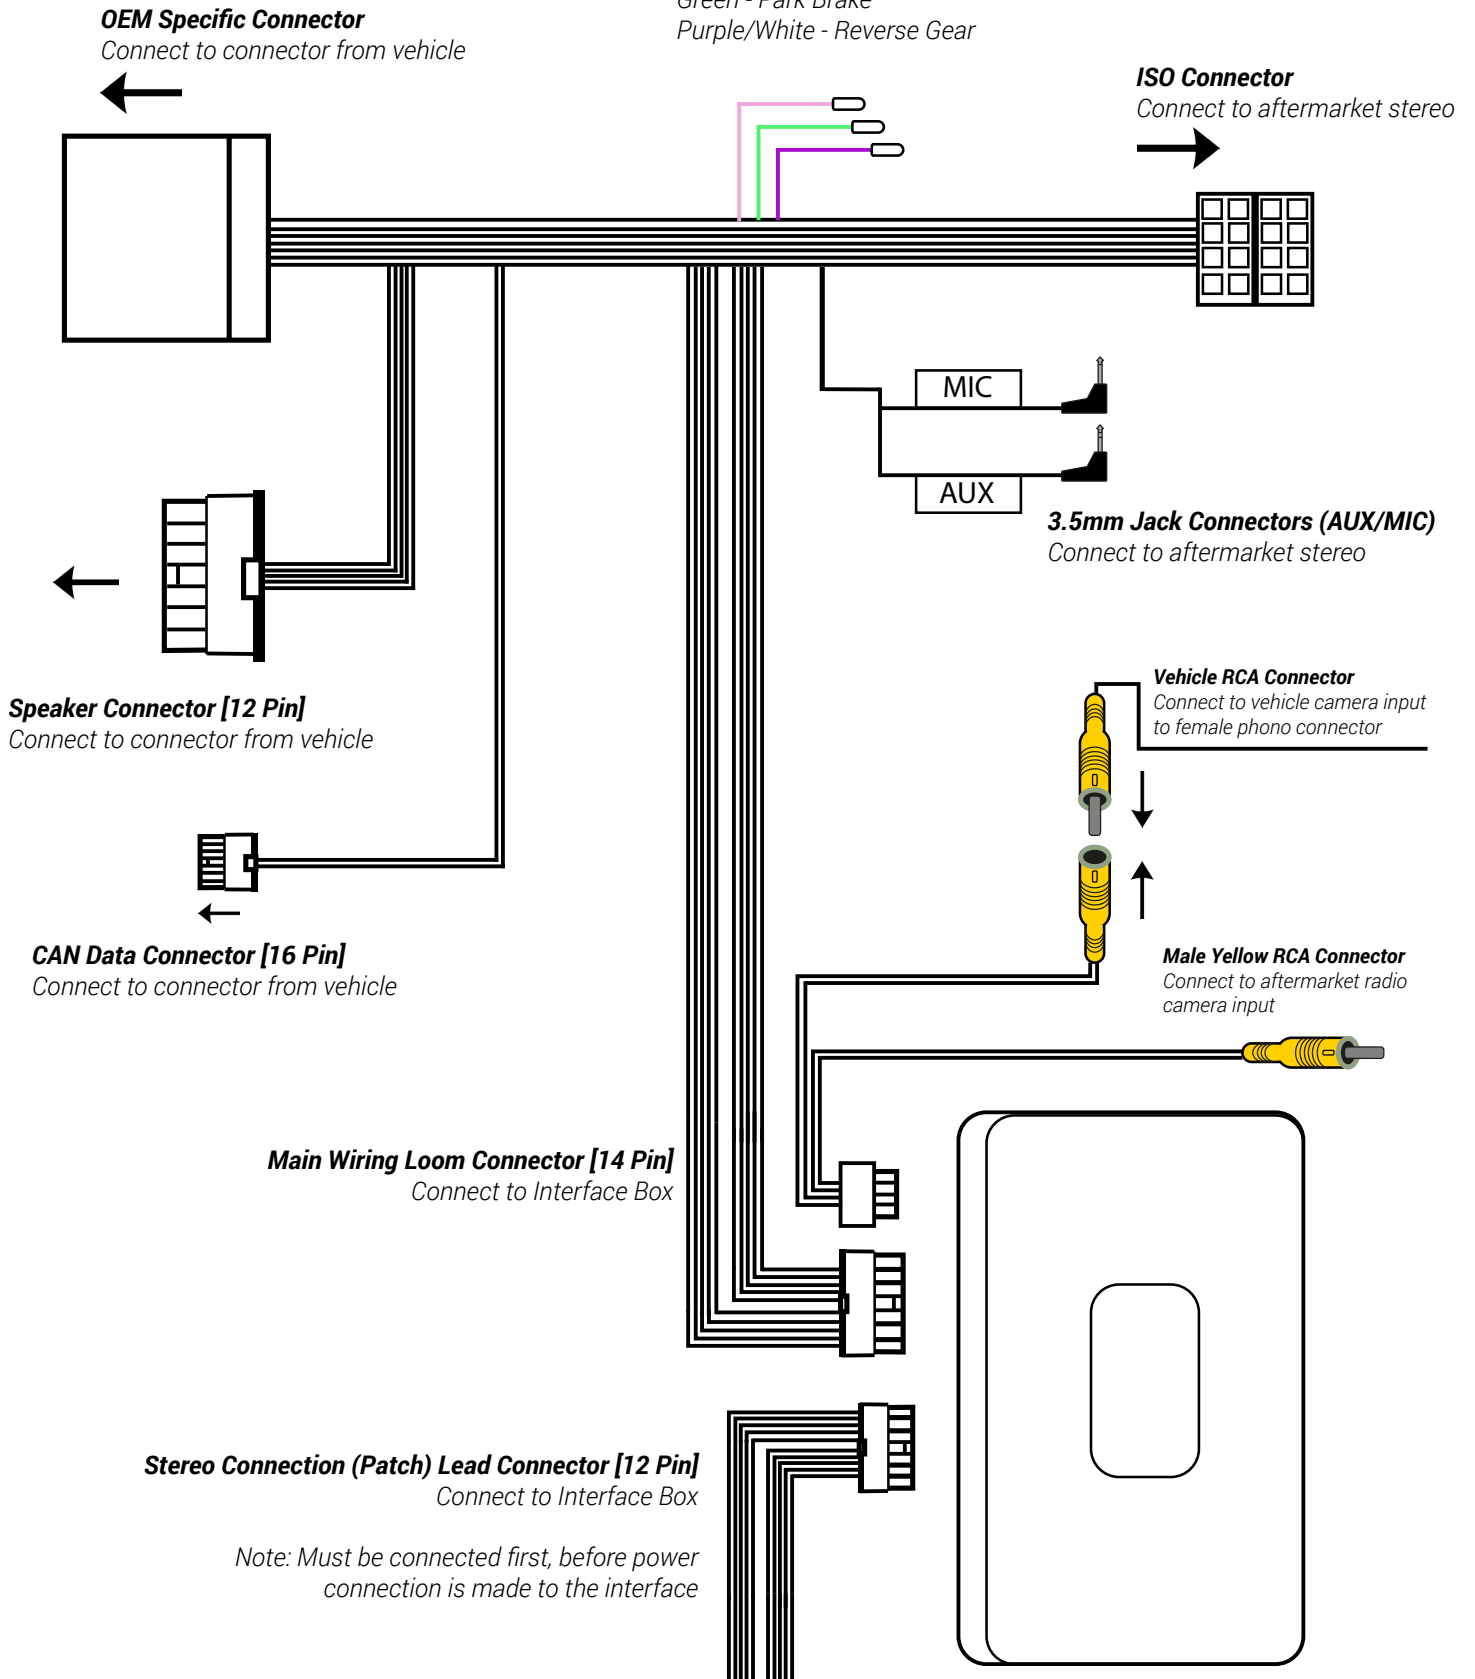 Green - Park Brake
Purple/White - Reverse Gear
OEM Specific Connector
Connect to connector from vehicle
ISO Connector
Connect to aftermarket stereo
MIC
AUX
3.5mm Jack Connectors (AUX/MIC)
Connect to aftermarket stereo
Speaker Connector [12 Pin]
Connect to connector from vehicle
Vehicle RCA Connector
Connect to vehicle camera input
to female phono connector
CAN Data Connector [16 Pin]
Connect to connector from vehicle
Male Yellow RCA Connector
Connect to aftermarket radio
camera input
Main Wiring Loom Connector [14 Pin]
Connect to Interface Box
Stereo Connection (Patch) Lead Connector [12 Pin]
Connect to Interface Box
Note: Must be connected first, before power
connection is made to the interface